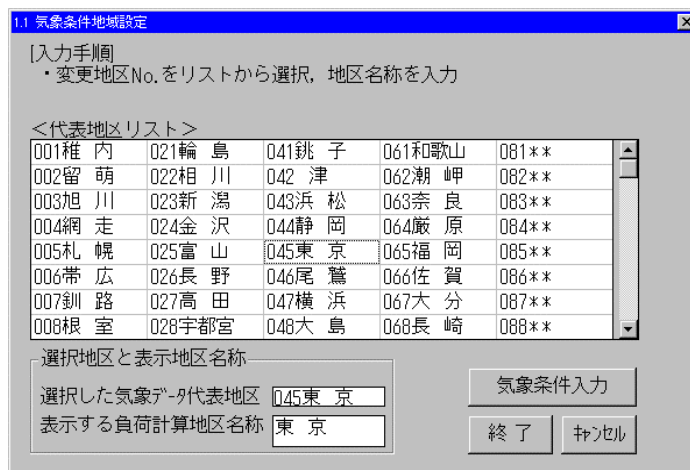 1.1 気象条件地域設定
[入力手順]
・変更地区No.をリストから選択，地区名称を入力
＜代表地区リスト＞
001稚 内 021輪 島 041銚 子 061和歌山 081**
002留 萌 022相 川 042 津 062潮 岬 082**
003旭 川 023新 潟 043浜 松 063奈 良 083**
004網 走 024金 沢 044静 岡 064厳 原 084**
005札 幌 025富 山 045東 京 065福 岡 085**
006帯 広 026長 野 046尾 鷲 066佐 賀 086**
007釧 路 027高 田 047横 浜 067大 分 087**
008根 室 028宇都宮 048大 島 068長 崎 088**
選択地区と表示地区名称
選択した気象ﾃﾞｰﾀ代表地区 045東 京
表示する負荷計算地区名称 東 京
気象条件入力
終 了 ｷｬﾝｾﾙ